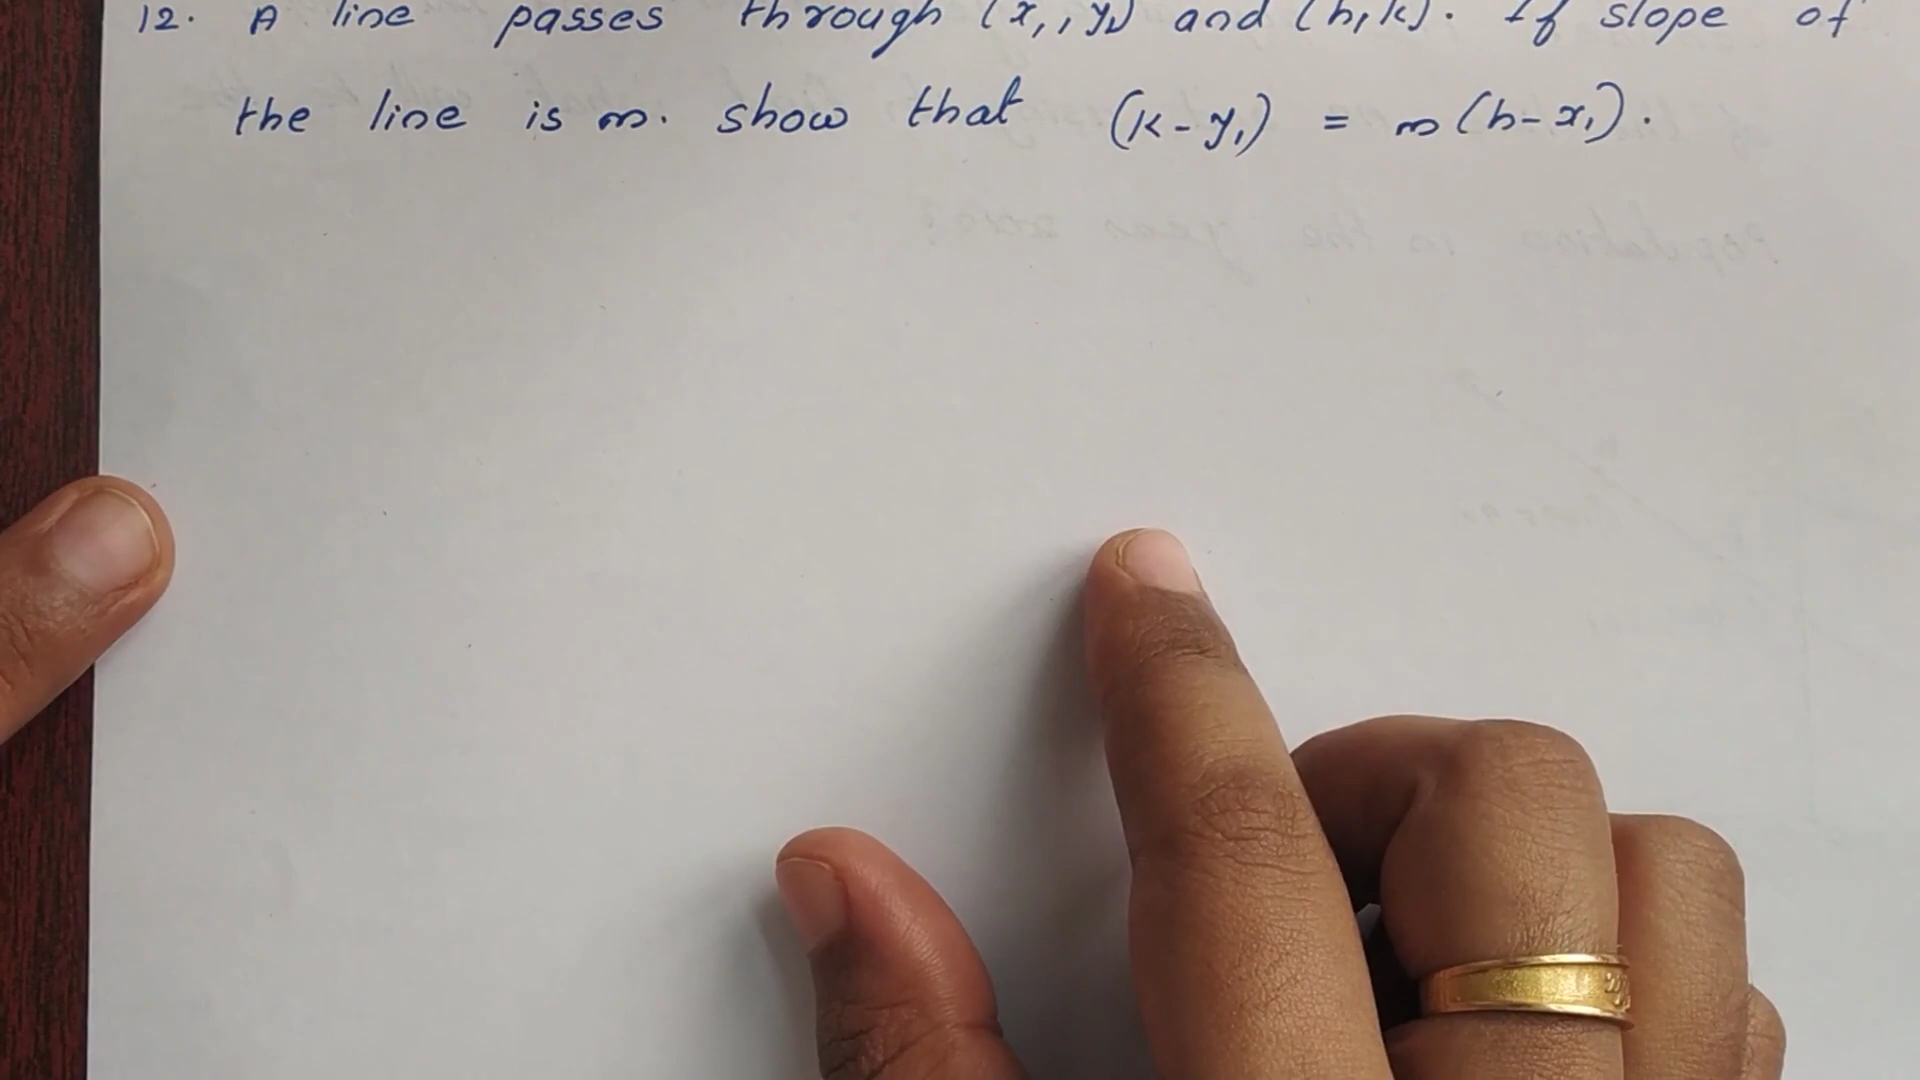 12. A line passes through (x₁, y₁) and (h, k). If slope of
the line is m. show that (k - y₁) = m (h - x₁).